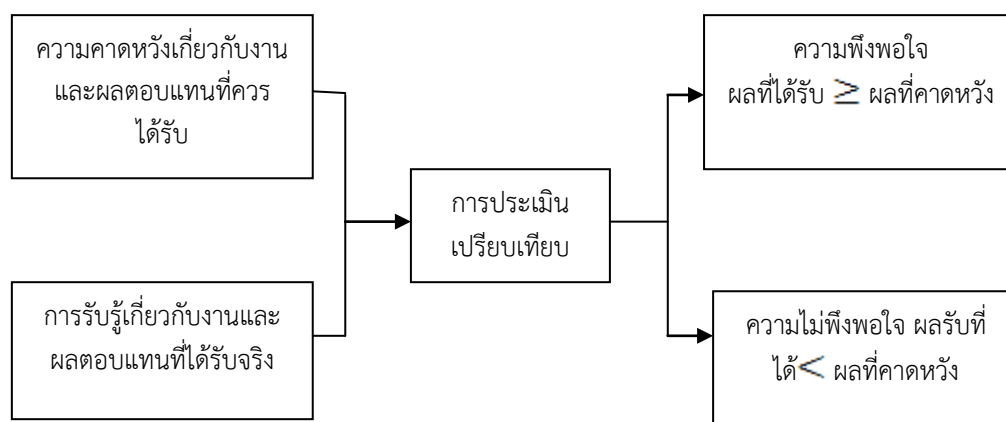 ความคาดหวังเกี่ยวกับงาน
และผลตอบแทนที่ควร
ได้รับ
การรับรู้เกี่ยวกับงานและ
ผลตอบแทนที่ได้รับจริง
การประเมิน
เปรียบเทียบ
ความพึงพอใจ
ผลที่ได้รับ ≥ ผลที่คาดหวัง
ความไม่พึงพอใจ ผลรับที่
ได้< ผลที่คาดหวัง